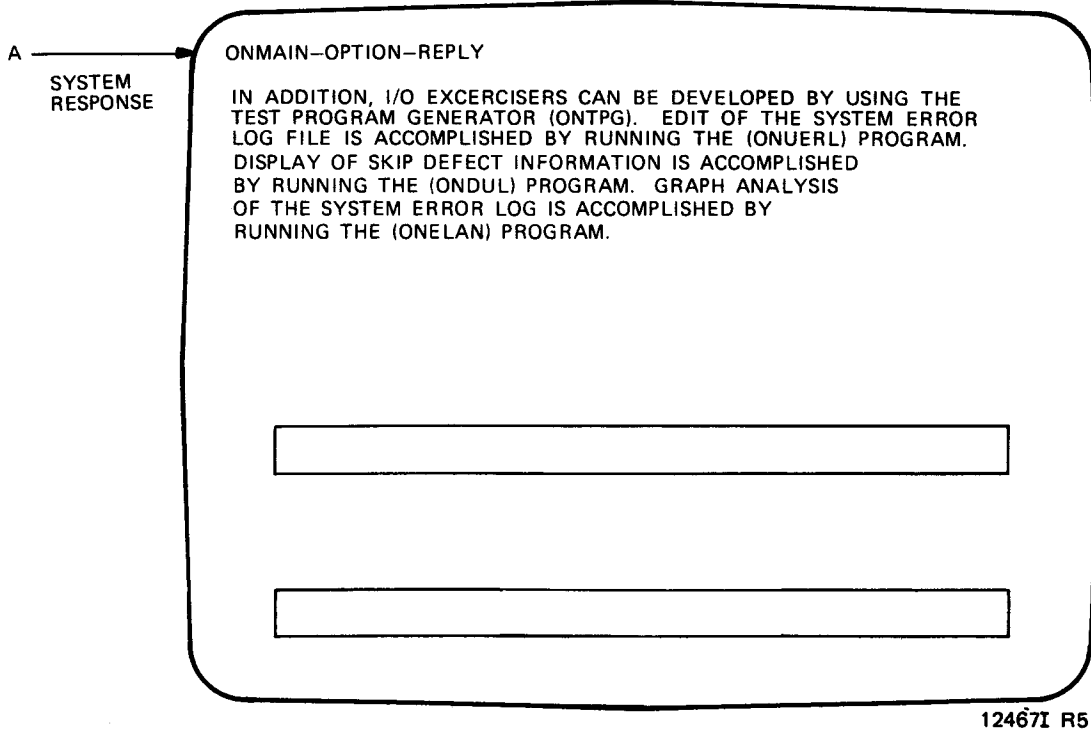 A
SYSTEM
RESPONSE
ONMAIN–OPTION–REPLY
IN ADDITION, I/O EXCERCISERS CAN BE DEVELOPED BY USING THE
TEST PROGRAM GENERATOR (ONTPG). EDIT OF THE SYSTEM ERROR
LOG FILE IS ACCOMPLISHED BY RUNNING THE (ONUERL) PROGRAM.
DISPLAY OF SKIP DEFECT INFORMATION IS ACCOMPLISHED
BY RUNNING THE (ONDUL) PROGRAM. GRAPH ANALYSIS
OF THE SYSTEM ERROR LOG IS ACCOMPLISHED BY
RUNNING THE (ONELAN) PROGRAM.
12467I R5